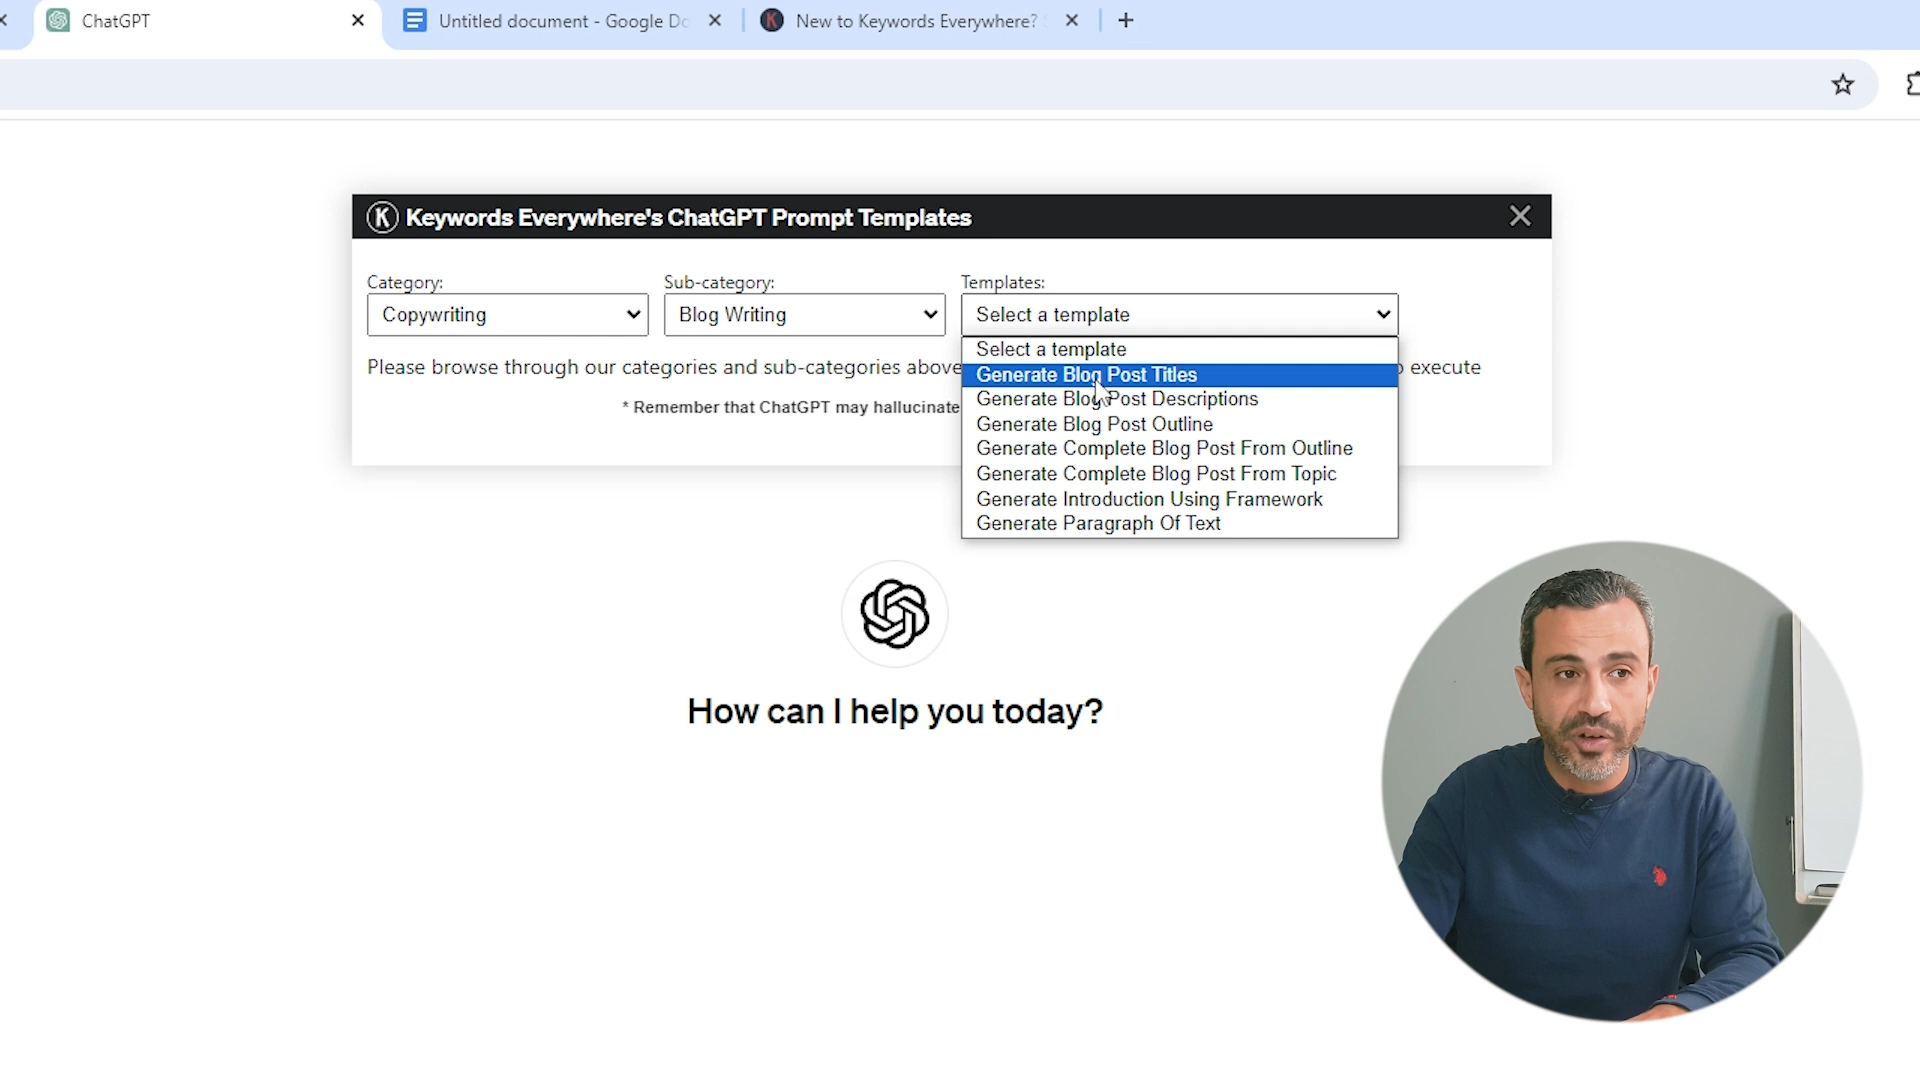 ChatGPT
Untitled document - Google Do
New to Keywords Everywhere? S
Keywords Everywhere's ChatGPT Prompt Templates
Category:
Sub-category:
Templates:
Copywriting
Blog Writing
Select a template
Please browse through our categories and sub-categories above
execute
* Remember that ChatGPT may hallucinate
Select a template
Generate Blog Post Titles
Generate Blog Post Descriptions
Generate Blog Post Outline
Generate Complete Blog Post From Outline
Generate Complete Blog Post From Topic
Generate Introduction Using Framework
Generate Paragraph Of Text
How can I help you today?